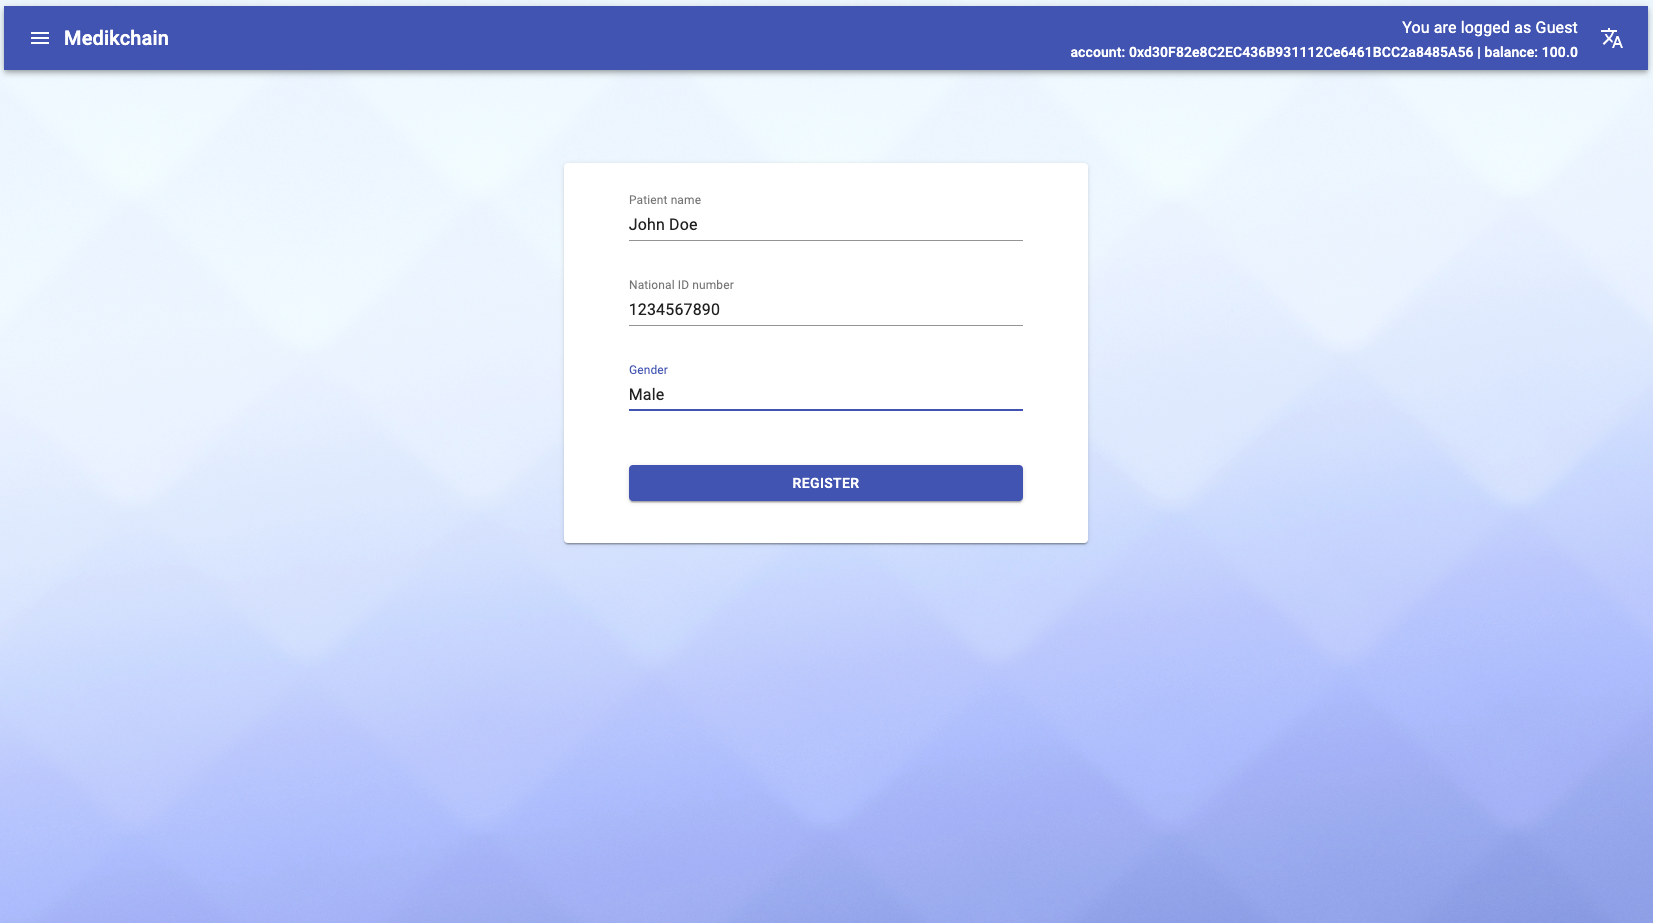 Medikchain
You are logged as Guest
account: 0xd30F82e8C2EC436B931112Ce6461BCC2a8485A56 | balance: 100.0
Patient name
John Doe
National ID number
1234567890
Gender
Male
REGISTER